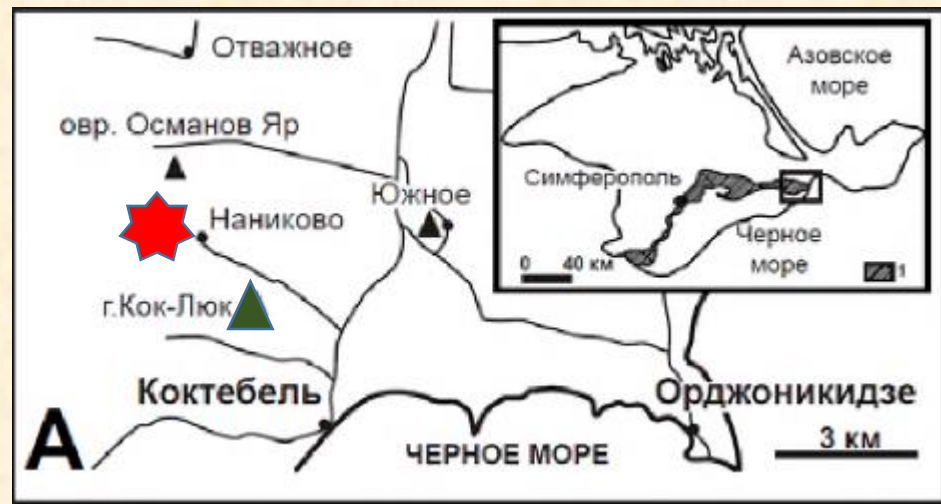 Отважное
овр. Османов Яр
Южное
Наниково
г.Кок-Люк
Коктебель
Орджоникидзе
А
ЧЕРНОЕ МОРЕ
3 км
Азовское
море
Симферополь
Черное
море
0 40 км
1